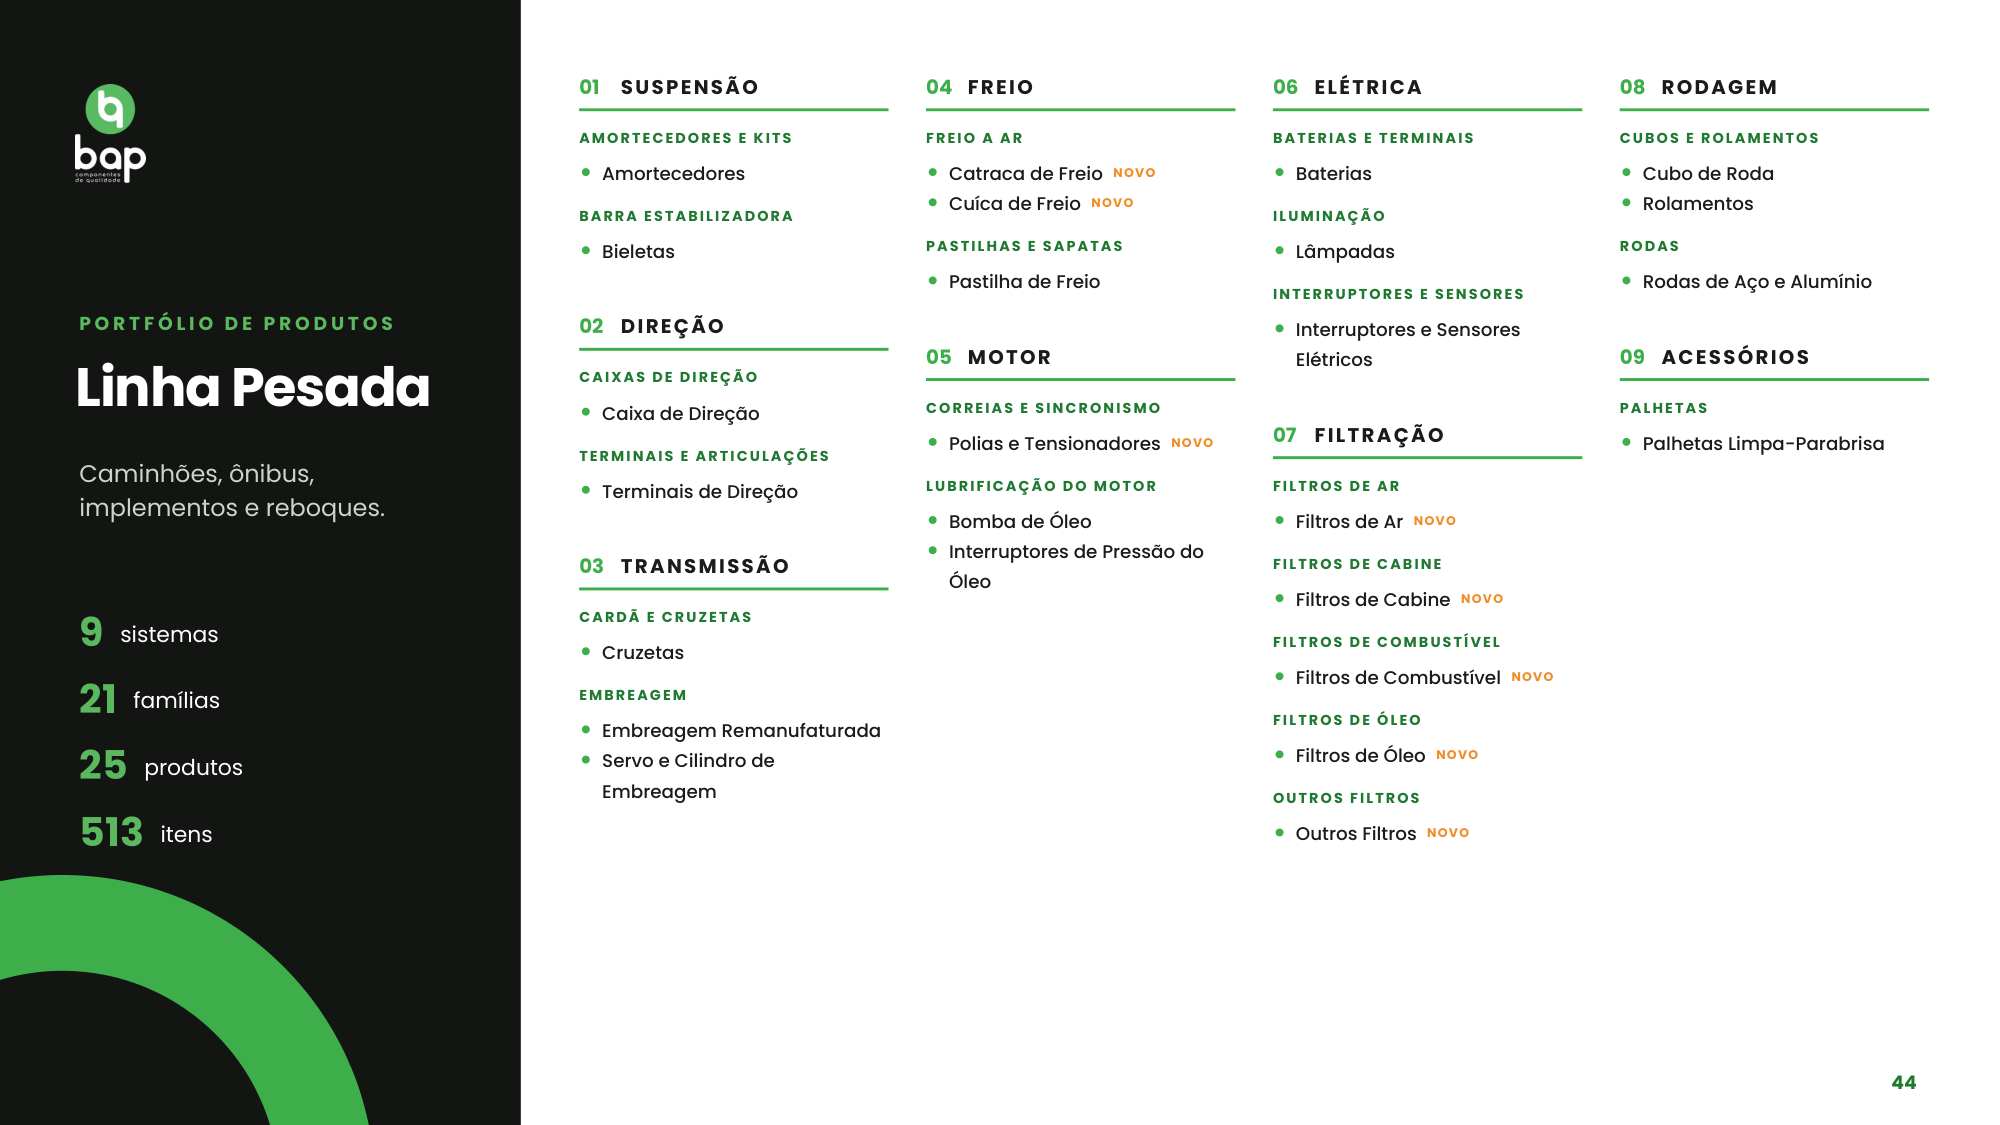 bap
componentes
de qualidade
PORTFÓLIO DE PRODUTOS
Linha Pesada
Caminhões, ônibus,
implementos e reboques.
9 sistemas
21 famílias
25 produtos
513 itens
01 SUSPENSÃO
AMORTECEDORES E KITS
• Amortecedores
BARRA ESTABILIZADORA
• Bieletas
02 DIREÇÃO
CAIXAS DE DIREÇÃO
• Caixa de Direção
TERMINAIS E ARTICULAÇÕES
• Terminais de Direção
03 TRANSMISSÃO
CARDÃ E CRUZETAS
• Cruzetas
EMBREAGEM
• Embreagem Remanufaturada
• Servo e Cilindro de
Embreagem
04 FREIO
FREIO A AR
• Catraca de Freio NOVO
• Cuíca de Freio NOVO
PASTILHAS E SAPATAS
• Pastilha de Freio
05 MOTOR
CORREIAS E SINCRONISMO
• Polias e Tensionadores NOVO
LUBRIFICAÇÃO DO MOTOR
• Bomba de Óleo
• Interruptores de Pressão do
Óleo
06 ELÉTRICA
BATERIAS E TERMINAIS
• Baterias
ILUMINAÇÃO
• Lâmpadas
INTERRUPTORES E SENSORES
• Interruptores e Sensores
Elétricos
07 FILTRAÇÃO
FILTROS DE AR
• Filtros de Ar NOVO
FILTROS DE CABINE
• Filtros de Cabine NOVO
FILTROS DE COMBUSTÍVEL
• Filtros de Combustível NOVO
FILTROS DE ÓLEO
• Filtros de Óleo NOVO
OUTROS FILTROS
• Outros Filtros NOVO
08 RODAGEM
CUBOS E ROLAMENTOS
• Cubo de Roda
• Rolamentos
RODAS
• Rodas de Aço e Alumínio
09 ACESSÓRIOS
PALHETAS
• Palhetas Limpa-Parabrisa
44